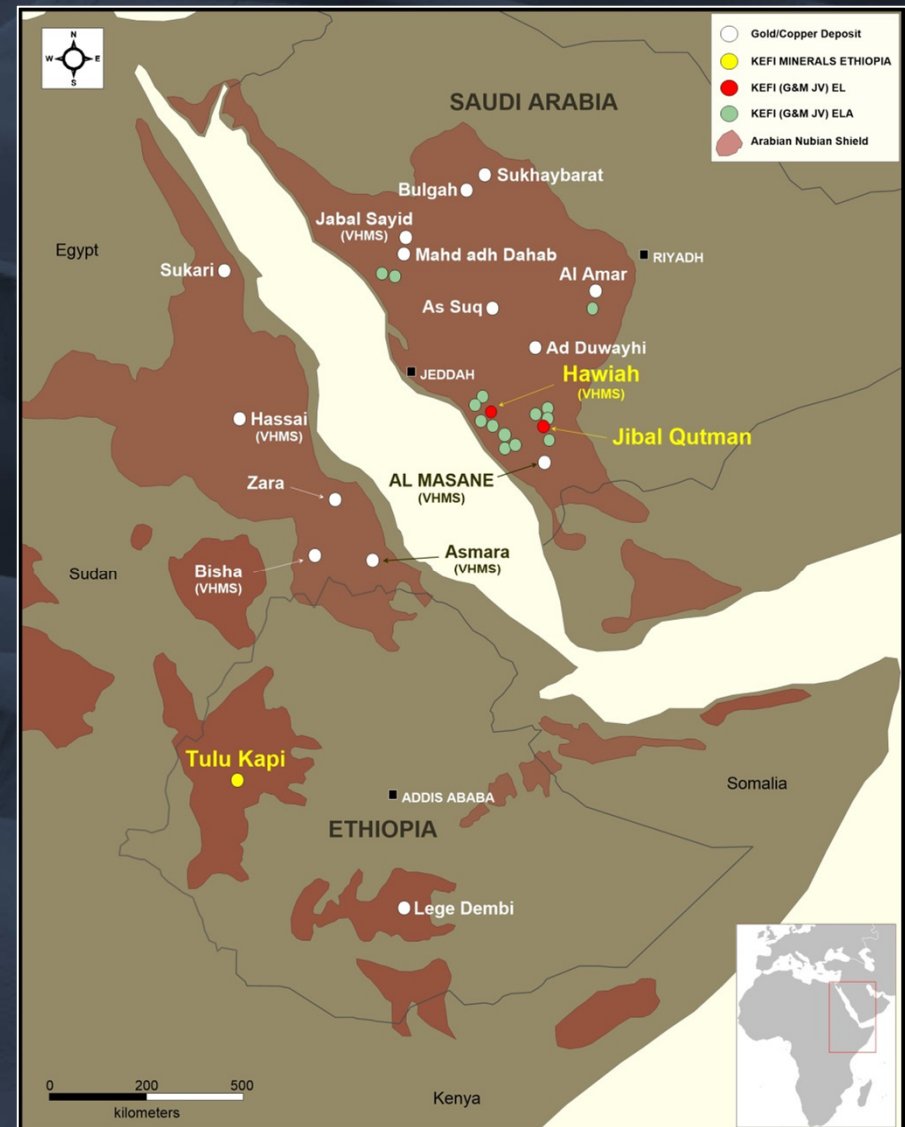 N
W E
S
Gold/Copper Deposit
KEFI MINERALS ETHIOPIA
KEFI (G&M JV) EL
KEFI (G&M JV) ELA
Arabian Nubian Shield
SAUDI ARABIA
Sukhaybarat
Bulgah
Jabal Sayid
(VHMS)
Mahd adh Dahab
Egypt
RIYADH
Sukari
Al Amar
As Suq
Ad Duwayhi
JEDDAH
Hawiah
(VHMS)
Hassai
(VHMS)
Jibal Qutman
AL MASANE
(VHMS)
Zara
Asmara
(VHMS)
Sudan
Bisha
(VHMS)
Tulu Kapi
Somalia
ADDIS ABABA
ETHIOPIA
Lege Dembi
0 200 500
kilometers
Kenya